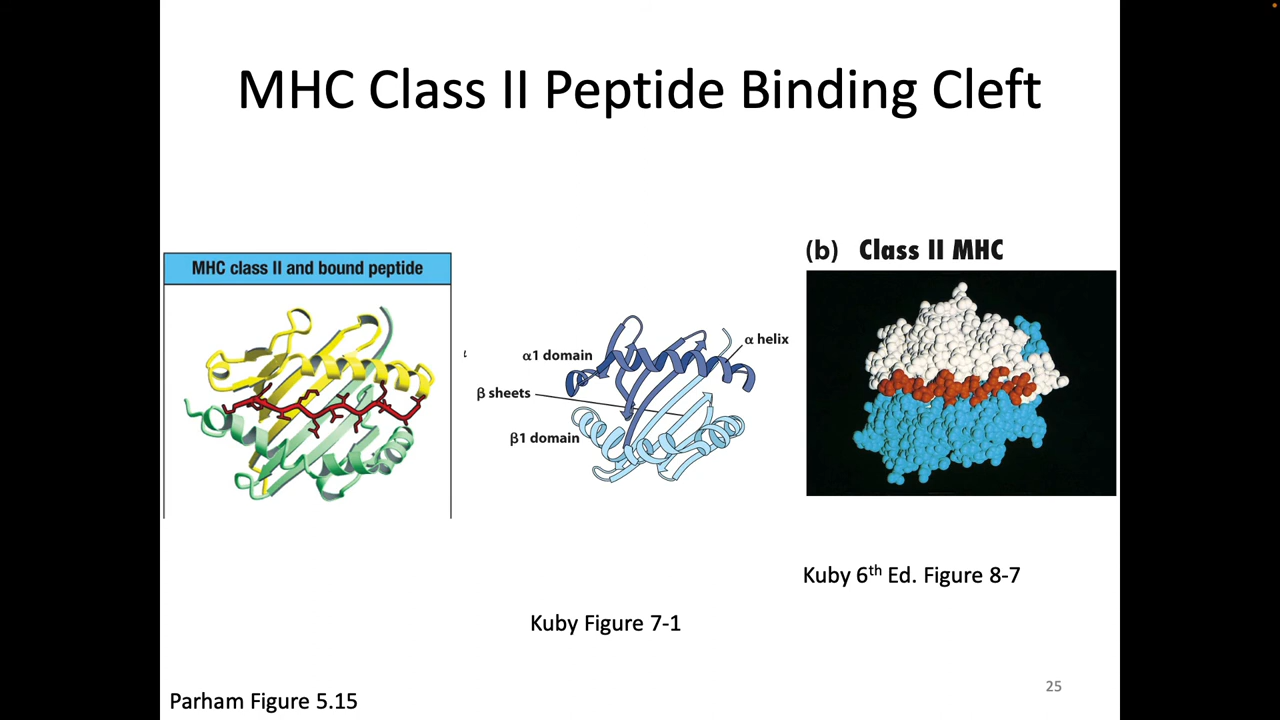 MHC Class II Peptide Binding Cleft
MHC class II and bound peptide
α1 domain
β sheets
β1 domain
α helix
(b) Class II MHC
Kuby 6th Ed. Figure 8-7
Kuby Figure 7-1
Parham Figure 5.15
25